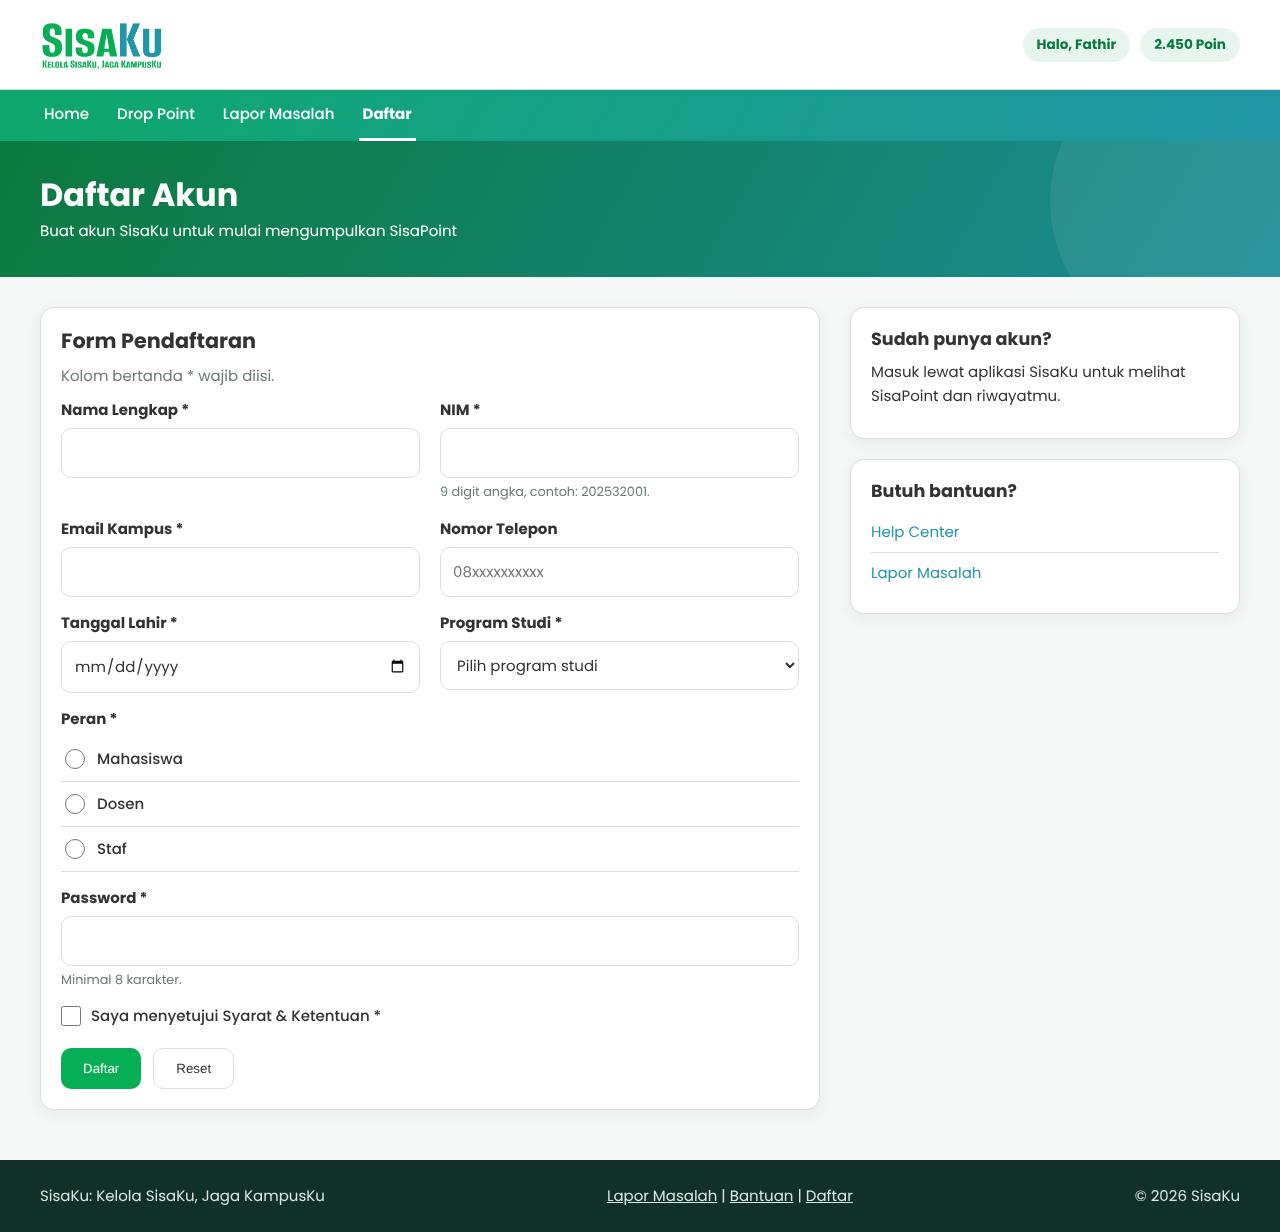 SisaKu
Kelola SisaKu, Jaga KampusKu
Halo, Fathir
2.450 Poin
Home
Drop Point
Lapor Masalah
Daftar
Daftar Akun
Buat akun SisaKu untuk mulai mengumpulkan SisaPoint
Form Pendaftaran
Kolom bertanda * wajib diisi.
Nama Lengkap *
NIM *
9 digit angka, contoh: 202532001.
Email Kampus *
Nomor Telepon
08xxxxxxxxxx
Tanggal Lahir *
mm/dd/yyyy
Program Studi *
Pilih program studi
Peran *
Mahasiswa
Dosen
Staf
Password *
Minimal 8 karakter.
Saya menyetujui Syarat & Ketentuan *
Daftar
Reset
Sudah punya akun?
Masuk lewat aplikasi SisaKu untuk melihat
SisaPoint dan riwayatmu.
Butuh bantuan?
Help Center
Lapor Masalah
SisaKu: Kelola SisaKu, Jaga KampusKu
Lapor Masalah | Bantuan | Daftar
© 2026 SisaKu